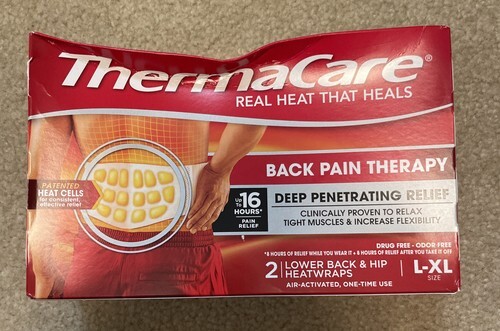 ThermaCare®
REAL HEAT THAT HEALS
BACK PAIN THERAPY
PATENTED
HEAT CELLS
for consistent,
effective relief
Up To 16
HOURS*
PAIN
RELIEF
DEEP PENETRATING RELIEF
CLINICALLY PROVEN TO RELAX
TIGHT MUSCLES & INCREASE FLEXIBILITY
DRUG FREE - ODOR FREE
*8 HOURS OF RELIEF WHILE YOU WEAR IT + 8 HOURS OF RELIEF AFTER YOU TAKE IT OFF
2 LOWER BACK & HIP
HEATWRAPS
L-XL
SIZE
AIR-ACTIVATED, ONE-TIME USE